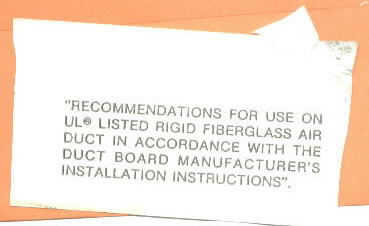 "RECOMMENDATIONS FOR USE ON
UL® LISTED RIGID FIBERGLASS AIR
DUCT IN ACCORDANCE WITH THE
DUCT BOARD MANUFACTURER'S
INSTALLATION INSTRUCTIONS".